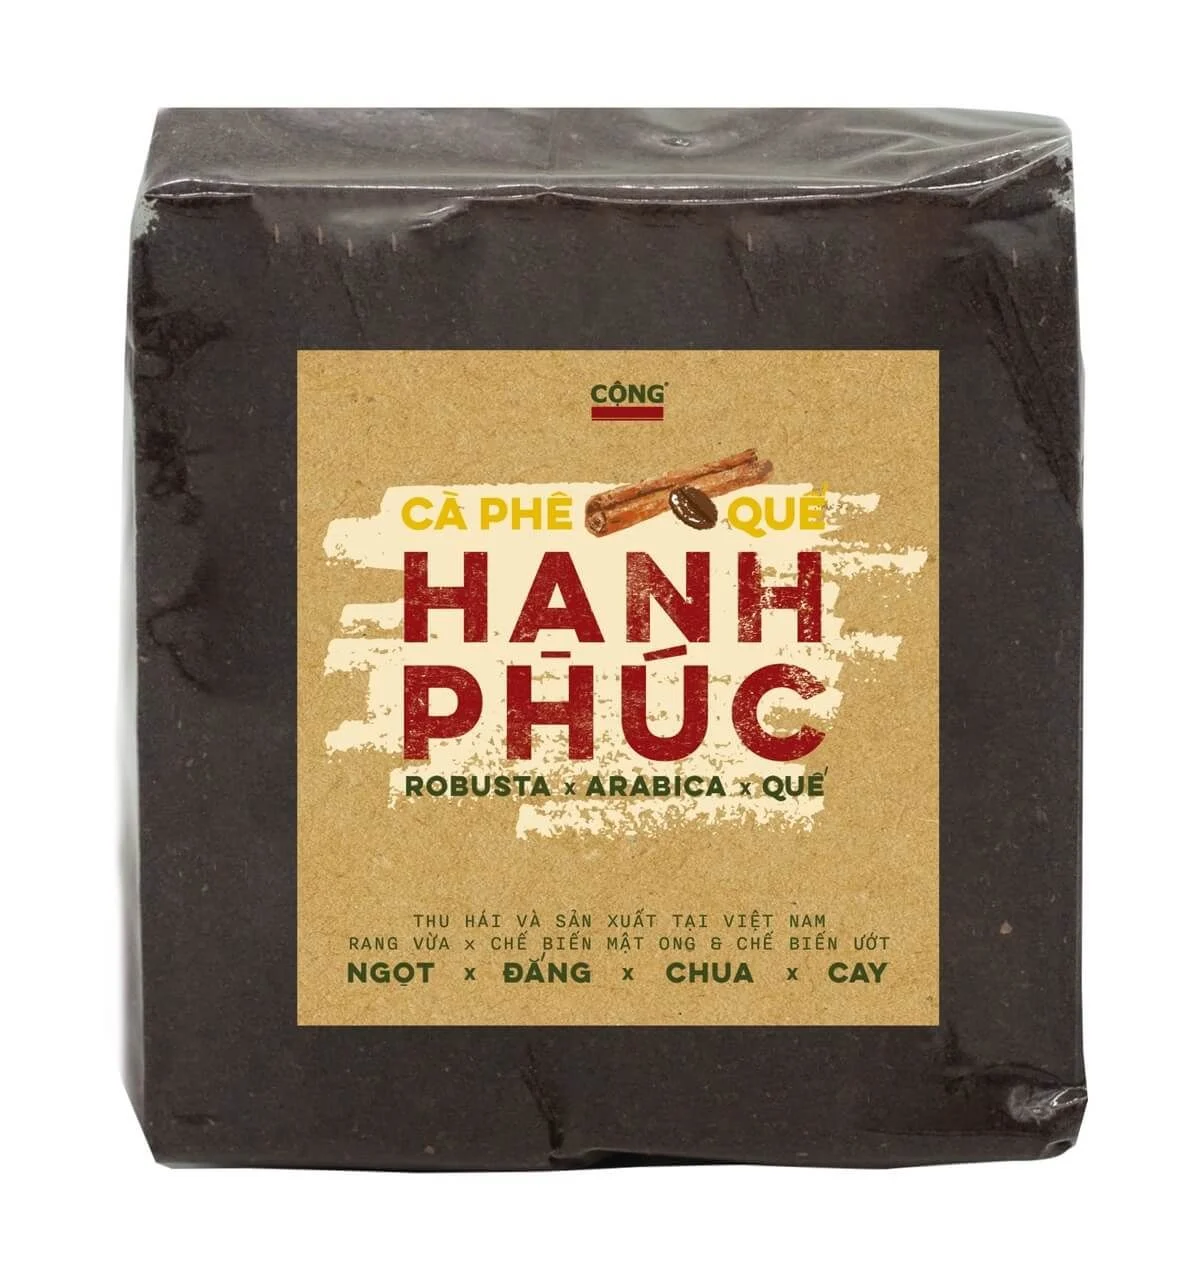 CỘNG
CÀ PHÊ QUẾ
HẠNH
PHÚC
ROBUSTA x ARABICA x QUẾ
THU HÁI VÀ SẢN XUẤT TẠI VIỆT NAM
RANG VỪA x CHẾ BIẾN MẬT ONG & CHẾ BIẾN ƯỚT
NGỌT x ĐẮNG x CHUA x CAY